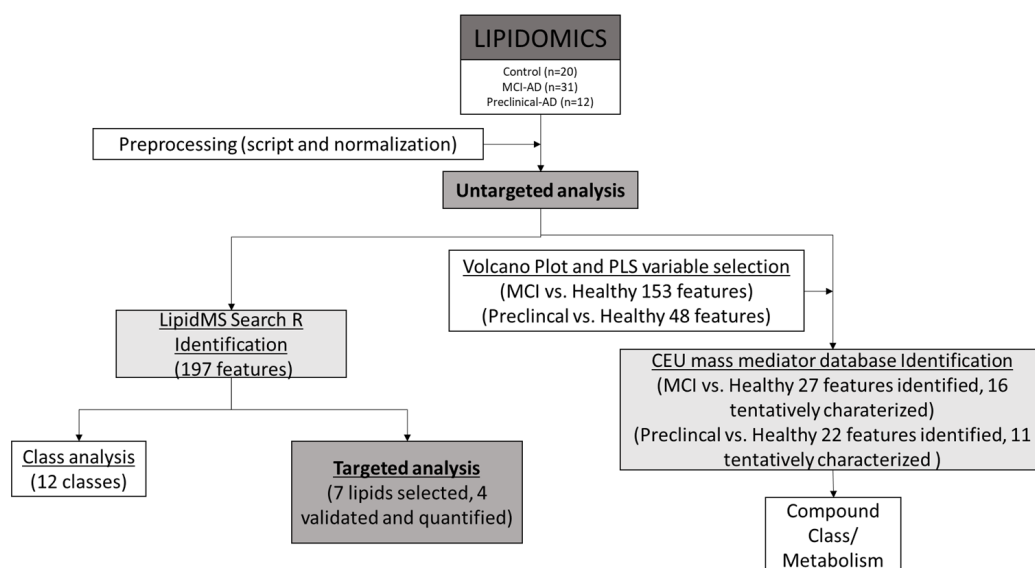 LIPIDOMICS
Control (n=20)
MCI-AD (n=31)
Preclinical-AD (n=12)
Preprocessing (script and normalization)
Untargeted analysis
Volcano Plot and PLS variable selection
(MCI vs. Healthy 153 features)
(Preclincal vs. Healthy 48 features)
LipidMS Search R
Identification
(197 features)
CEU mass mediator database Identification
(MCI vs. Healthy 27 features identified, 16
tentatively charaterized)
(Preclincal vs. Healthy 22 features identified, 11
tentatively characterized )
Class analysis
(12 classes)
Targeted analysis
(7 lipids selected, 4
validated and quantified)
Compound
Class/
Metabolism